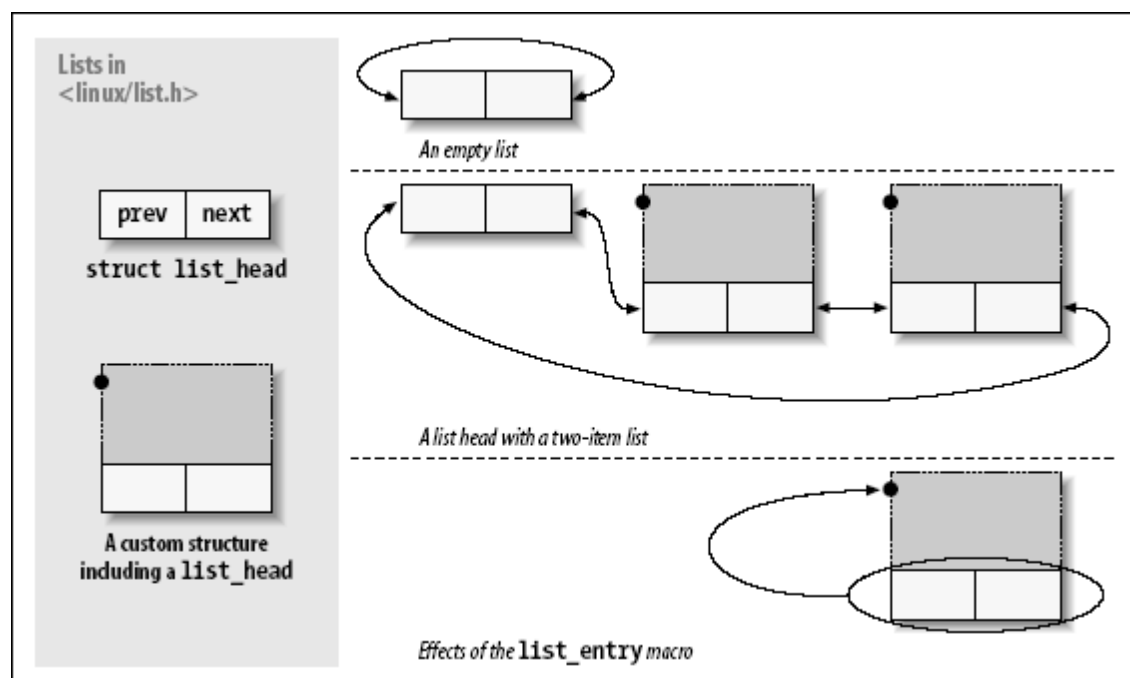 Lists in
<linux/list.h>
prev next
struct list_head
A custom structure
including a list_head
An empty list
A list head with a two-item list
Effects of the list_entry macro